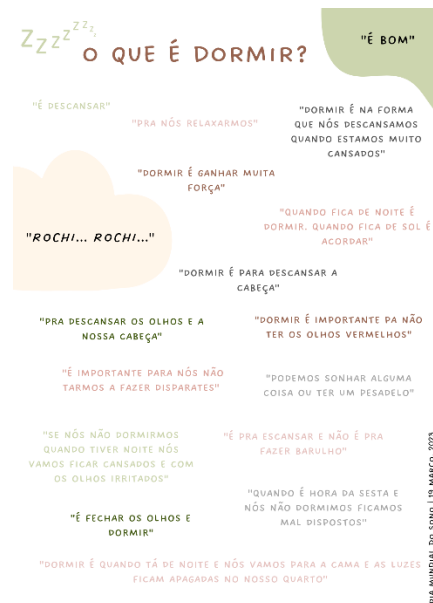 Zzzzzzzz
O QUE É DORMIR?
"É BOM"
"É DESCANSAR"
"PRA NÓS RELAXARMOS"
"DORMIR É NA FORMA
QUE NÓS DESCANSAMOS
QUANDO ESTAMOS MUITO
CANSADOS"
"DORMIR É GANHAR MUITA
FORÇA"
"QUANDO FICA DE NOITE É
DORMIR. QUANDO FICA DE SOL É
ACORDAR"
"ROCHI... ROCHI..."
"DORMIR É PARA DESCANSAR A
CABEÇA"
"PRA DESCANSAR OS OLHOS E A
NOSSA CABEÇA"
"DORMIR É IMPORTANTE PA NÃO
TER OS OLHOS VERMELHOS"
"É IMPORTANTE PARA NÓS NÃO
TARMOS A FAZER DISPARATES"
"PODEMOS SONHAR ALGUMA
COISA OU TER UM PESADELO"
"SE NÓS NÃO DORMIRMOS
QUANDO TIVER NOITE NÓS
VAMOS FICAR CANSADOS E COM
OS OLHOS IRRITADOS"
"É PRA ESCANSAR E NÃO É PRA
FAZER BARULHO"
"QUANDO É HORA DA SESTA E
NÓS NÃO DORMIMOS FICAMOS
MAL DISPOSTOS"
"É FECHAR OS OLHOS E
DORMIR"
"DORMIR É QUANDO TÁ DE NOITE E NÓS VAMOS PARA A CAMA E AS LUZES
FICAM APAGADAS NO NOSSO QUARTO"
DIA MUNDIAL DO SONO | 19 MARÇO, 2023